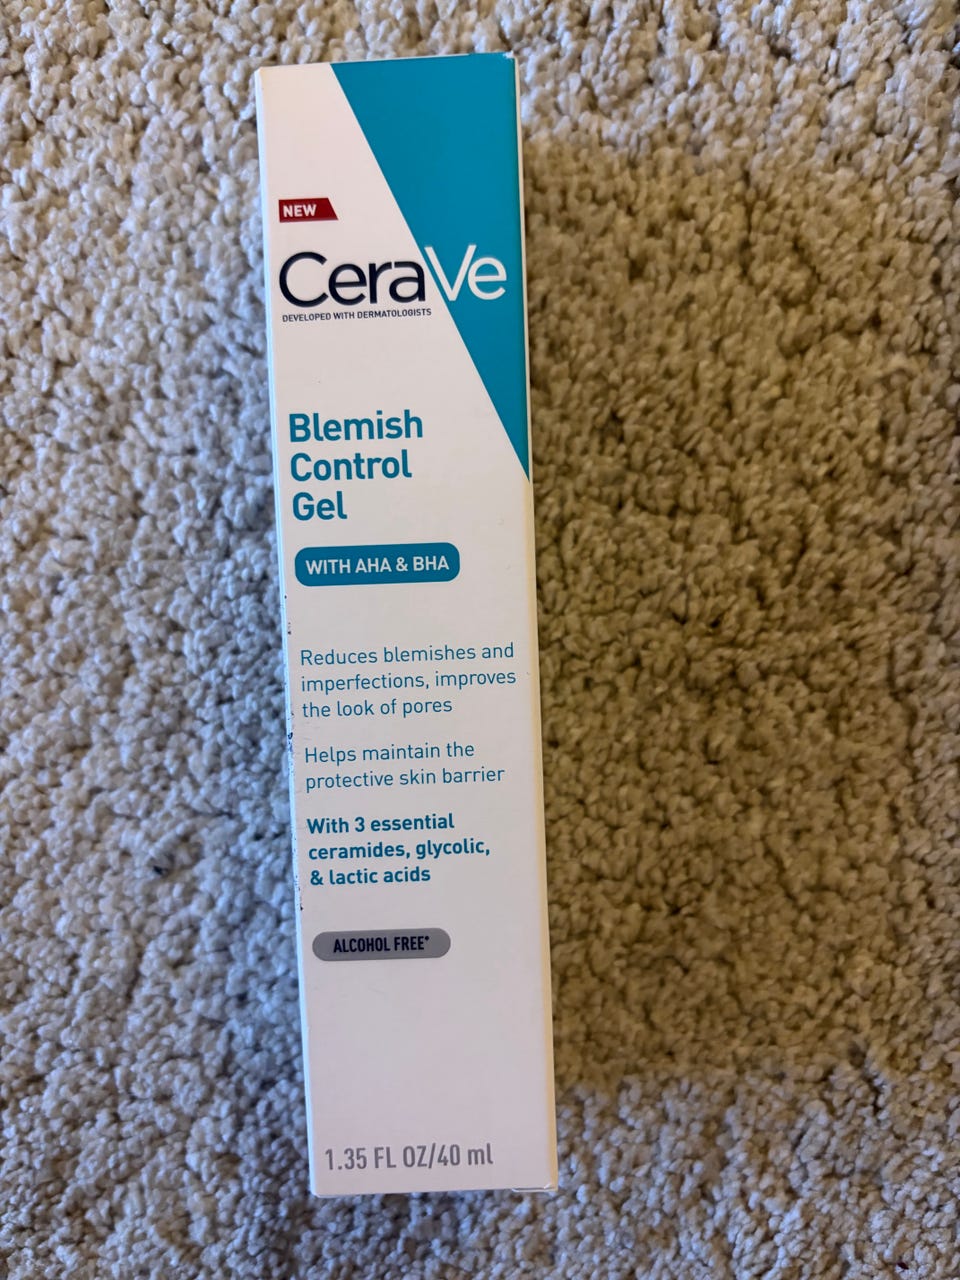 NEW
CeraVe
DEVELOPED WITH DERMATOLOGISTS
Blemish
Control
Gel
WITH AHA & BHA
Reduces blemishes and
imperfections, improves
the look of pores
Helps maintain the
protective skin barrier
With 3 essential
ceramides, glycolic,
& lactic acids
ALCOHOL FREE*
1.35 FL OZ/40 ml